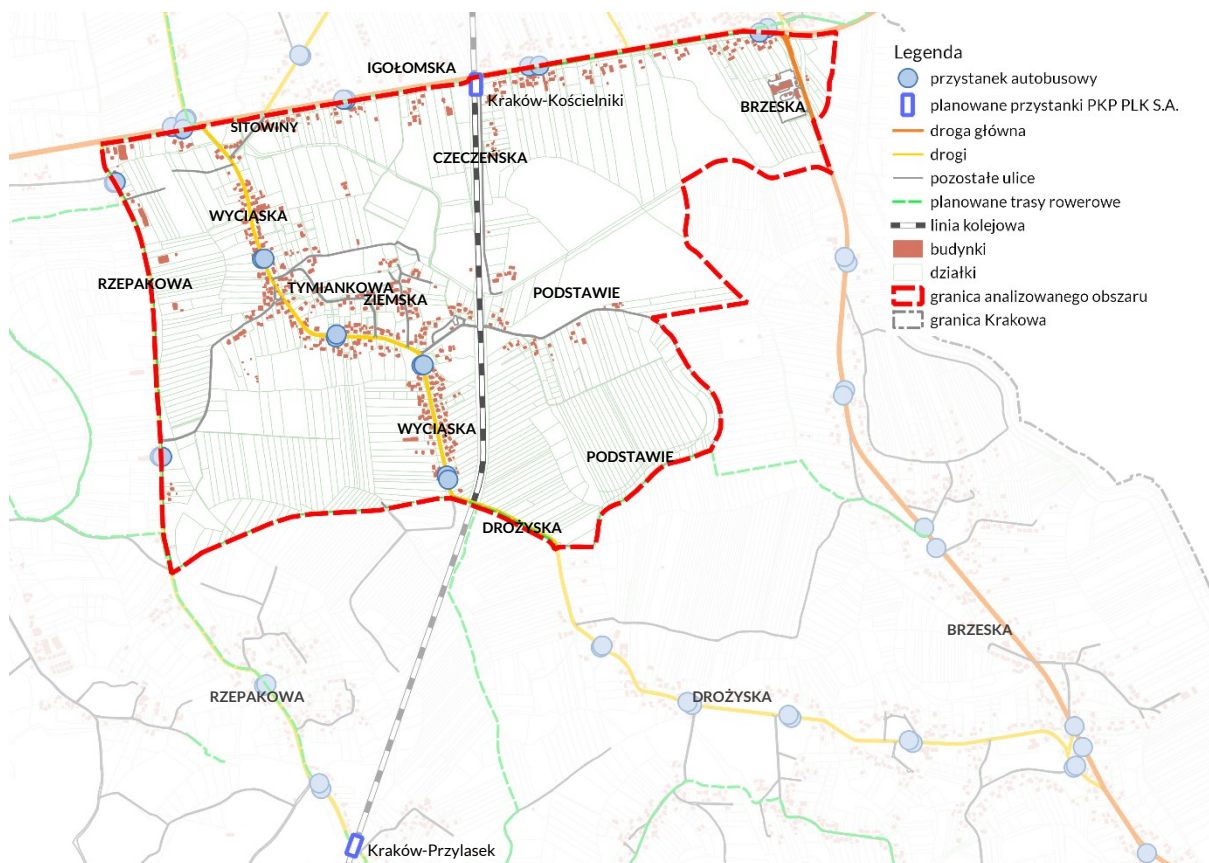 Legenda
przystanek autobusowy
planowane przystanki PKP PLK S.A.
droga główna
drogi
pozostałe ulice
planowane trasy rowerowe
linia kolejowa
budynki
działki
granica analizowanego obszaru
granica Krakowa
IGOŁOMSKA
Kraków-Kościelniki
BRZESKA
SITOWINY
CZECZEŃSKA
WYCIĄSKA
RZEPAKOWA
TYMIANKOWA
ZIEMSKA
PODSTAWIE
WYCIĄSKA
PODSTAWIE
DROŻYSKA
BRZESKA
RZEPAKOWA
DROŻYSKA
Kraków-Przylasek